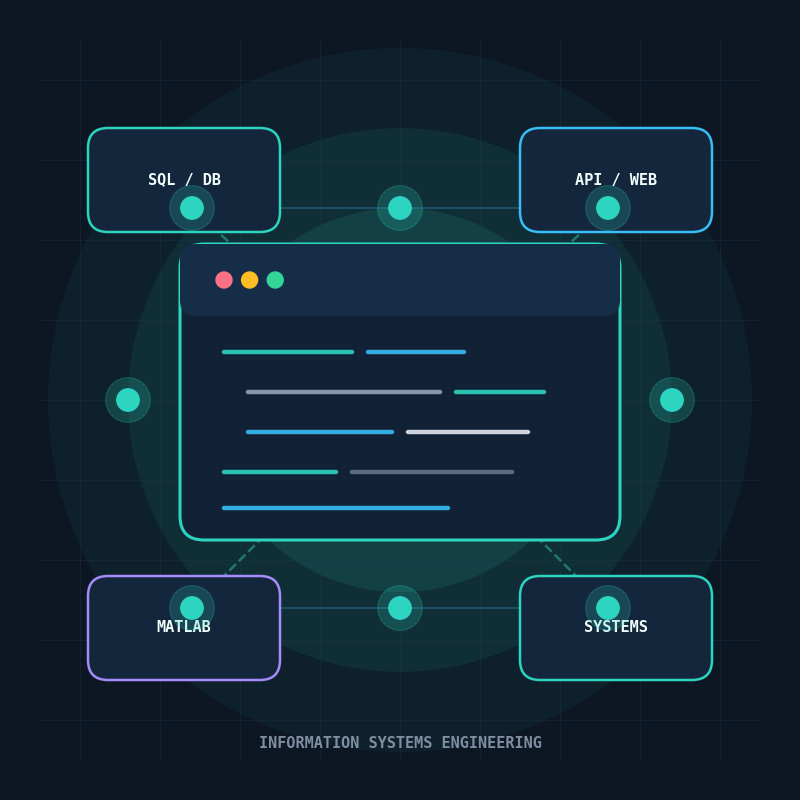 SQL / DB
API / WEB
MATLAB
SYSTEMS
INFORMATION SYSTEMS ENGINEERING